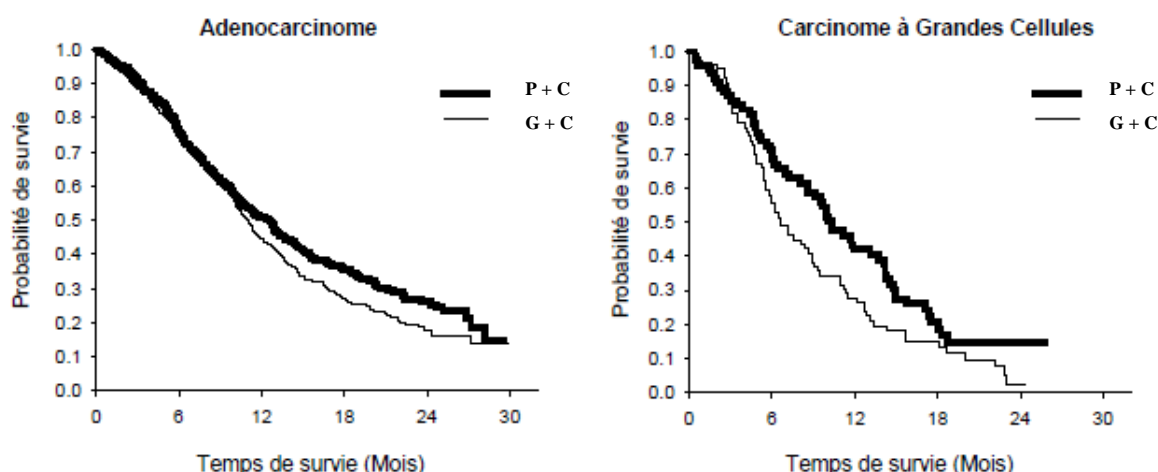 Adenocarcinome
Probabilité de survie
1.0
0.9
0.8
0.7
0.6
0.5
0.4
0.3
0.2
0.1
0.0
0 6 12 18 24 30
Temps de survie (Mois)
P + C
G + C
Carcinome à Grandes Cellules
Probabilité de survie
1.0
0.9
0.8
0.7
0.6
0.5
0.4
0.3
0.2
0.1
0.0
0 6 12 18 24 30
Temps de survie (Mois)
P + C
G + C